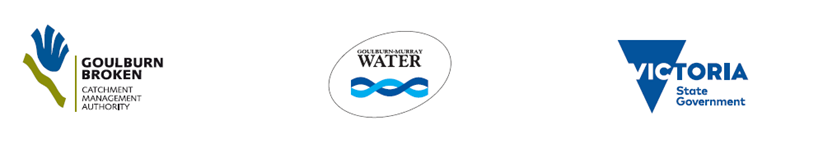 GOULBURN
BROKEN
CATCHMENT
MANAGEMENT
AUTHORITY
GOULBURN-MURRAY
WATER
VICTORIA
State
Government